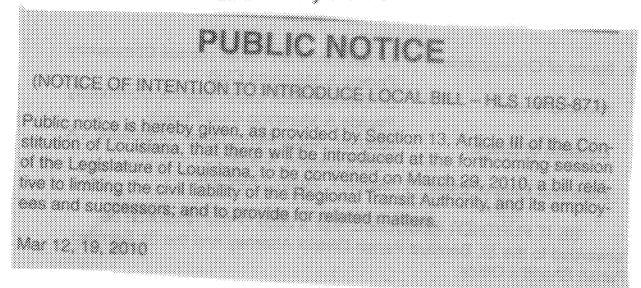 PUBLIC NOTICE
(NOTICE OF INTENTION TO INTRODUCE LOCAL BILL – HLS 10RS-871)
Public notice is hereby given, as provided by Section 13, Article III of the Con-
stitution of Louisiana, that there will be introduced at the forthcoming session
of the Legislature of Louisiana, to be convened on March 29, 2010, a bill rela-
tive to limiting the civil liability of the Regional Transit Authority, and its employ-
ees and successors; and to provide for related matters.
Mar 12, 19, 2010